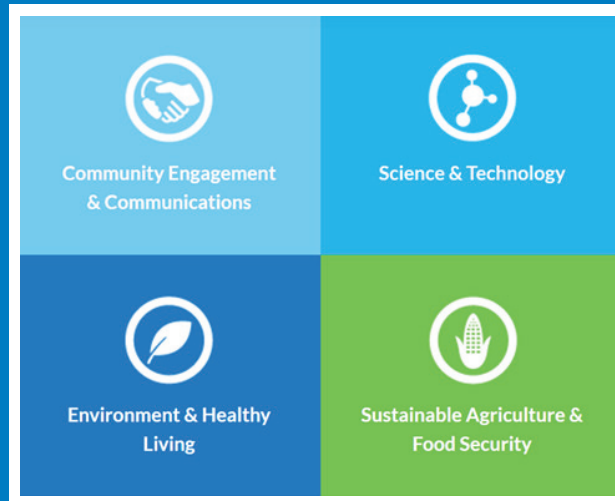 Community Engagement
& Communications
Science & Technology
Environment & Healthy
Living
Sustainable Agriculture &
Food Security